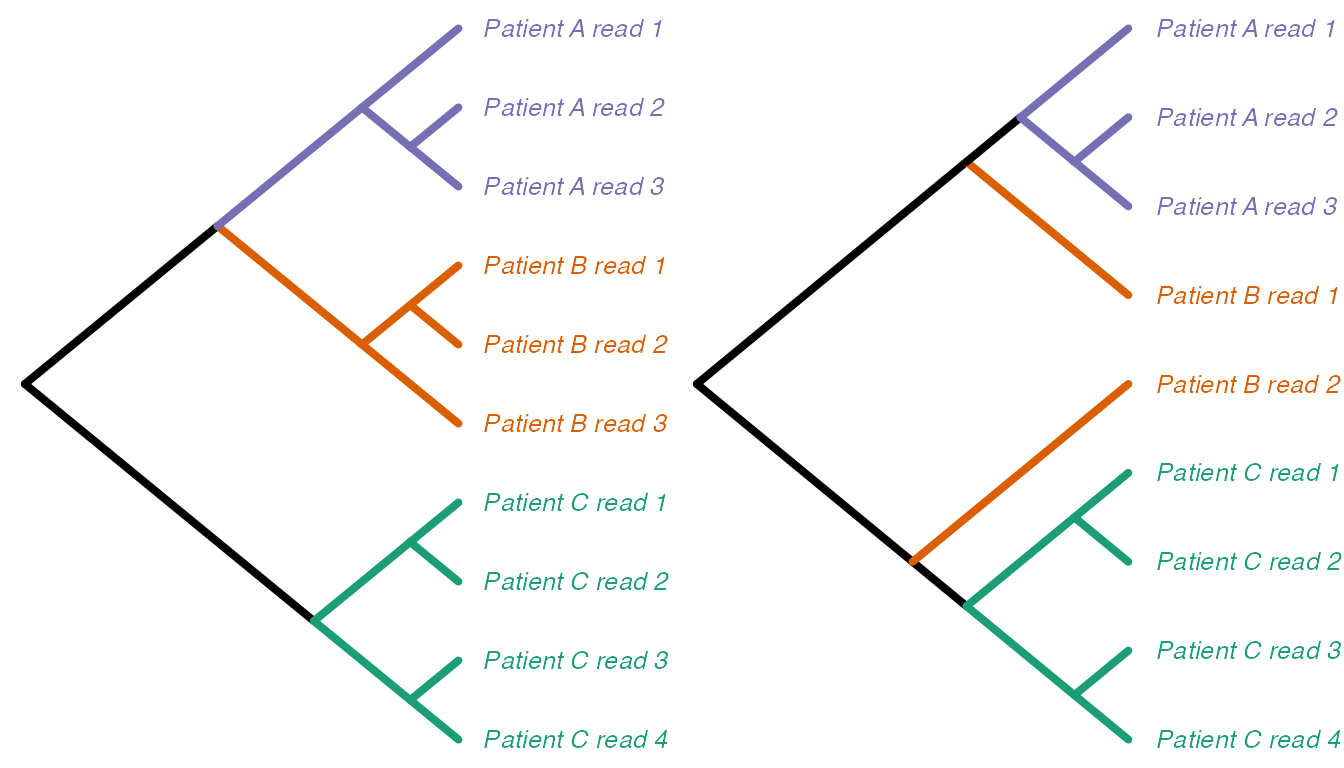 Patient A read 1
Patient A read 2
Patient A read 3
Patient B read 1
Patient B read 2
Patient B read 3
Patient C read 1
Patient C read 2
Patient C read 3
Patient C read 4
Patient A read 1
Patient A read 2
Patient A read 3
Patient B read 1
Patient B read 2
Patient C read 1
Patient C read 2
Patient C read 3
Patient C read 4